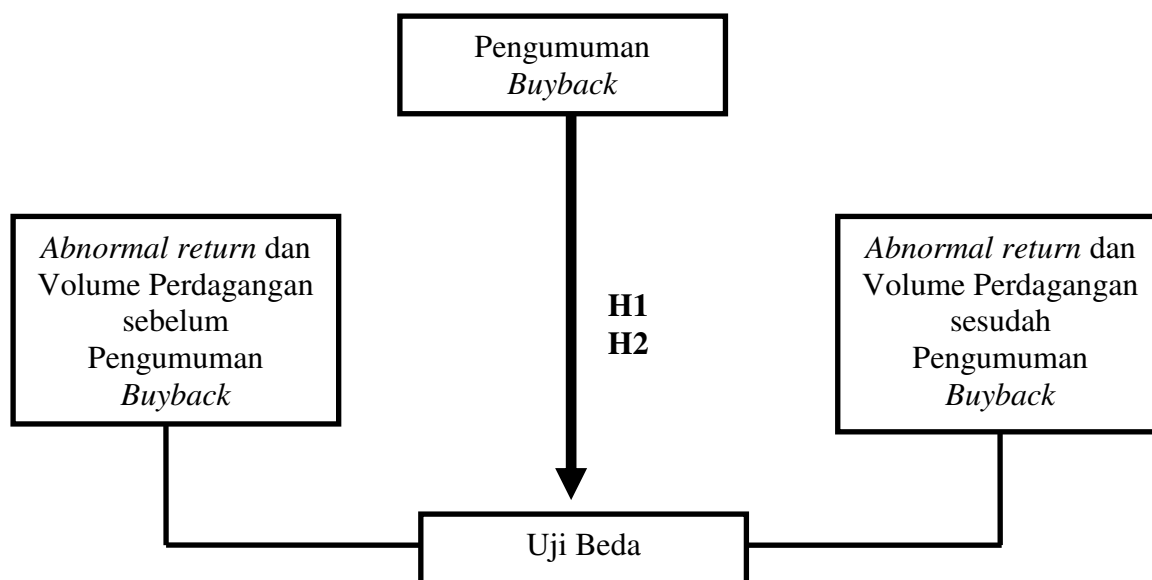 Pengumuman
Buyback
Abnormal return dan
Volume Perdagangan
sebelum
Pengumuman
Buyback
H1
H2
Abnormal return dan
Volume Perdagangan
sesudah
Pengumuman
Buyback
Uji Beda